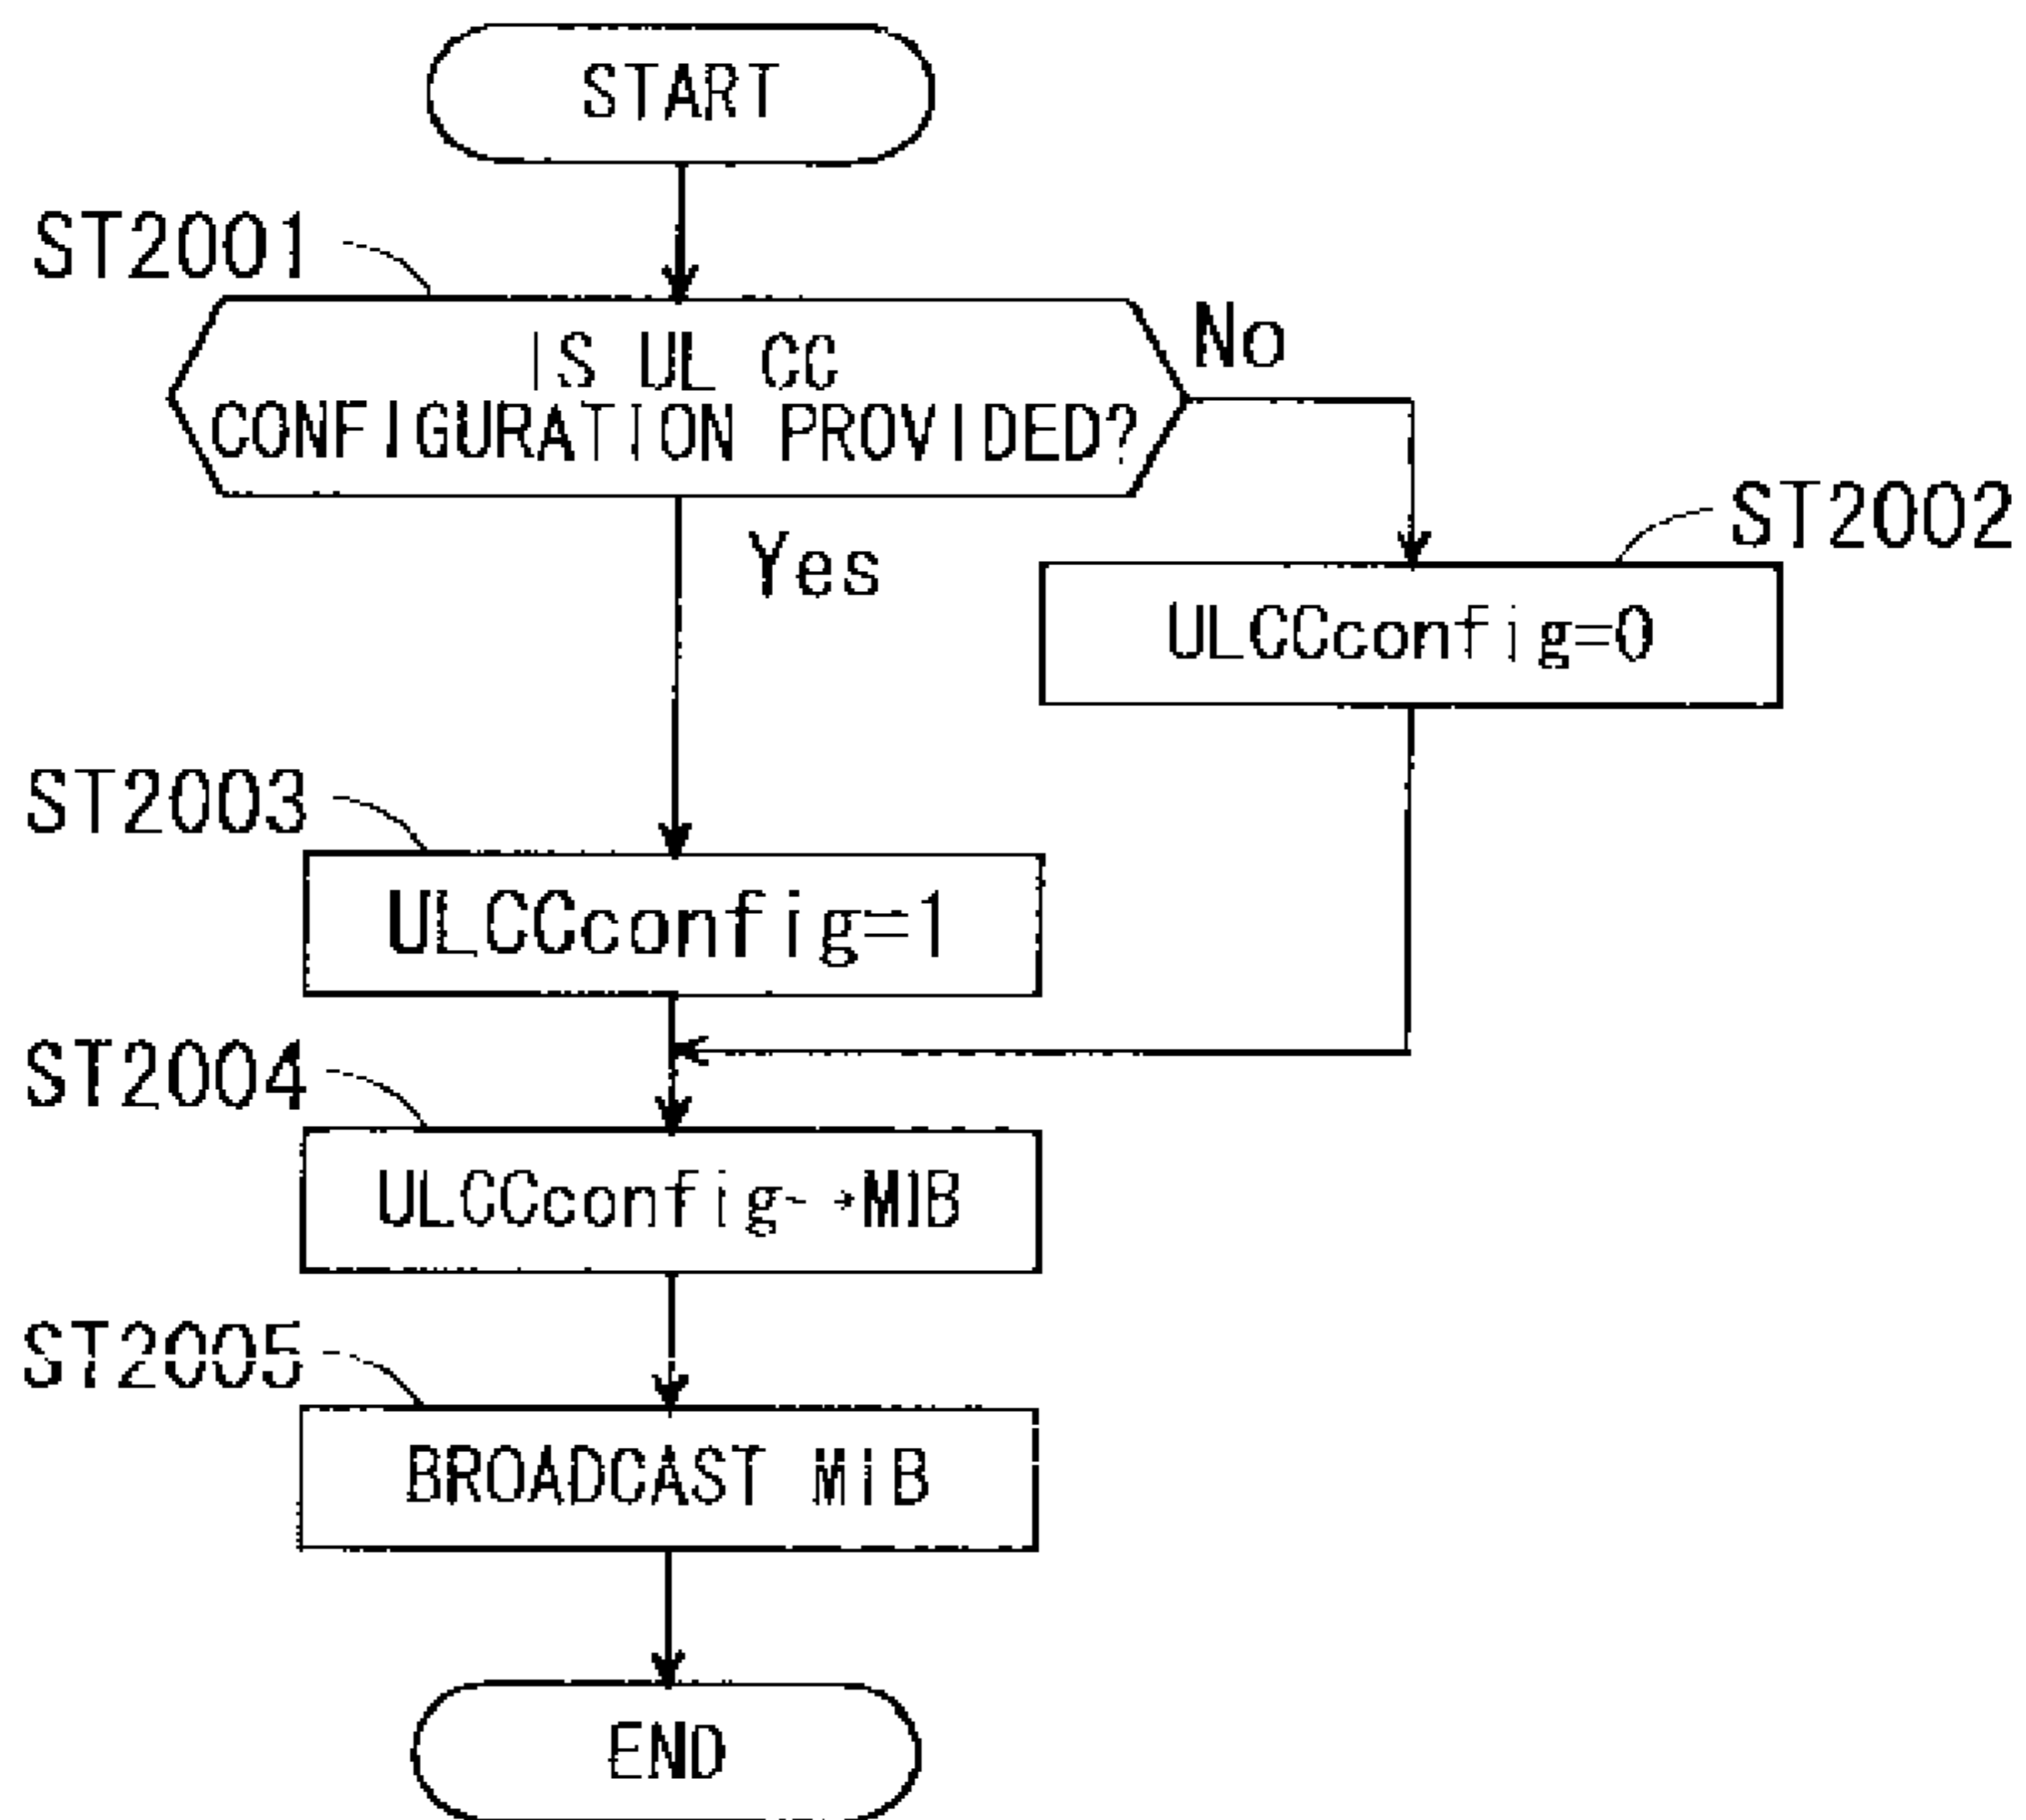 START
ST2001
IS UL CC
CONFIGURATION PROVIDED?
No
Yes
ST2002
ULCCconfig=0
ST2003
ULCCconfig=1
ST2004
ULCCconfig→MIB
ST2005
BROADCAST MIB
END